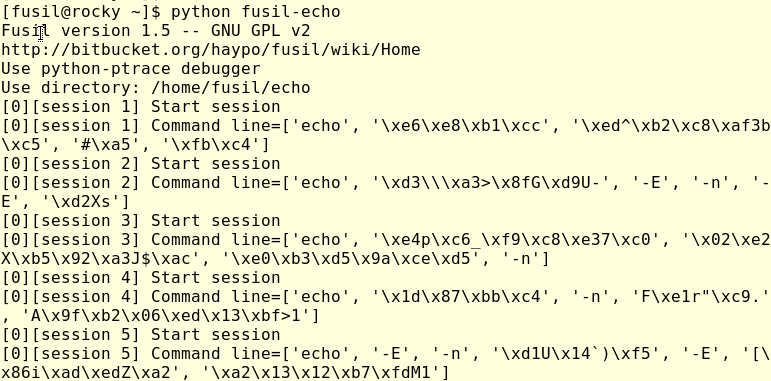 [fusil@rocky ~]$ python fusil-echo
Fusil version 1.5 -- GNU GPL v2
http://bitbucket.org/haypo/fusil/wiki/Home
Use python-ptrace debugger
Use directory: /home/fusil/echo
[0][session 1] Start session
[0][session 1] Command line=['echo', '\xe6\xe8\xb1\xcc', '\xed^\xb2\xc8\xaf3b
\xc5', '#\xa5', '\xfb\xc4']
[0][session 2] Start session
[0][session 2] Command line=['echo', '\xd3\\\xa3>\x8fG\xd9U-', '-E', '-n', '-
E', '\xd2Xs']
[0][session 3] Start session
[0][session 3] Command line=['echo', '\xe4p\xc6_\xf9\xc8\xe37\xc0', '\x02\xe2
X\xb5\x92\xa3J$\xac', '\xe0\xb3\xd5\x9a\xce\xd5', '-n']
[0][session 4] Start session
[0][session 4] Command line=['echo', '\x1d\x87\xbb\xc4', '-n', 'F\xe1r"\xc9.'
, 'A\x9f\xb2\x06\xed\x13\xbf>1']
[0][session 5] Start session
[0][session 5] Command line=['echo', '-E', '-n', '\xd1U\x14`)\xf5', '-E', '[\
x86i\xad\xedZ\xa2', '\xa2\x13\x12\xb7\xfdM1']